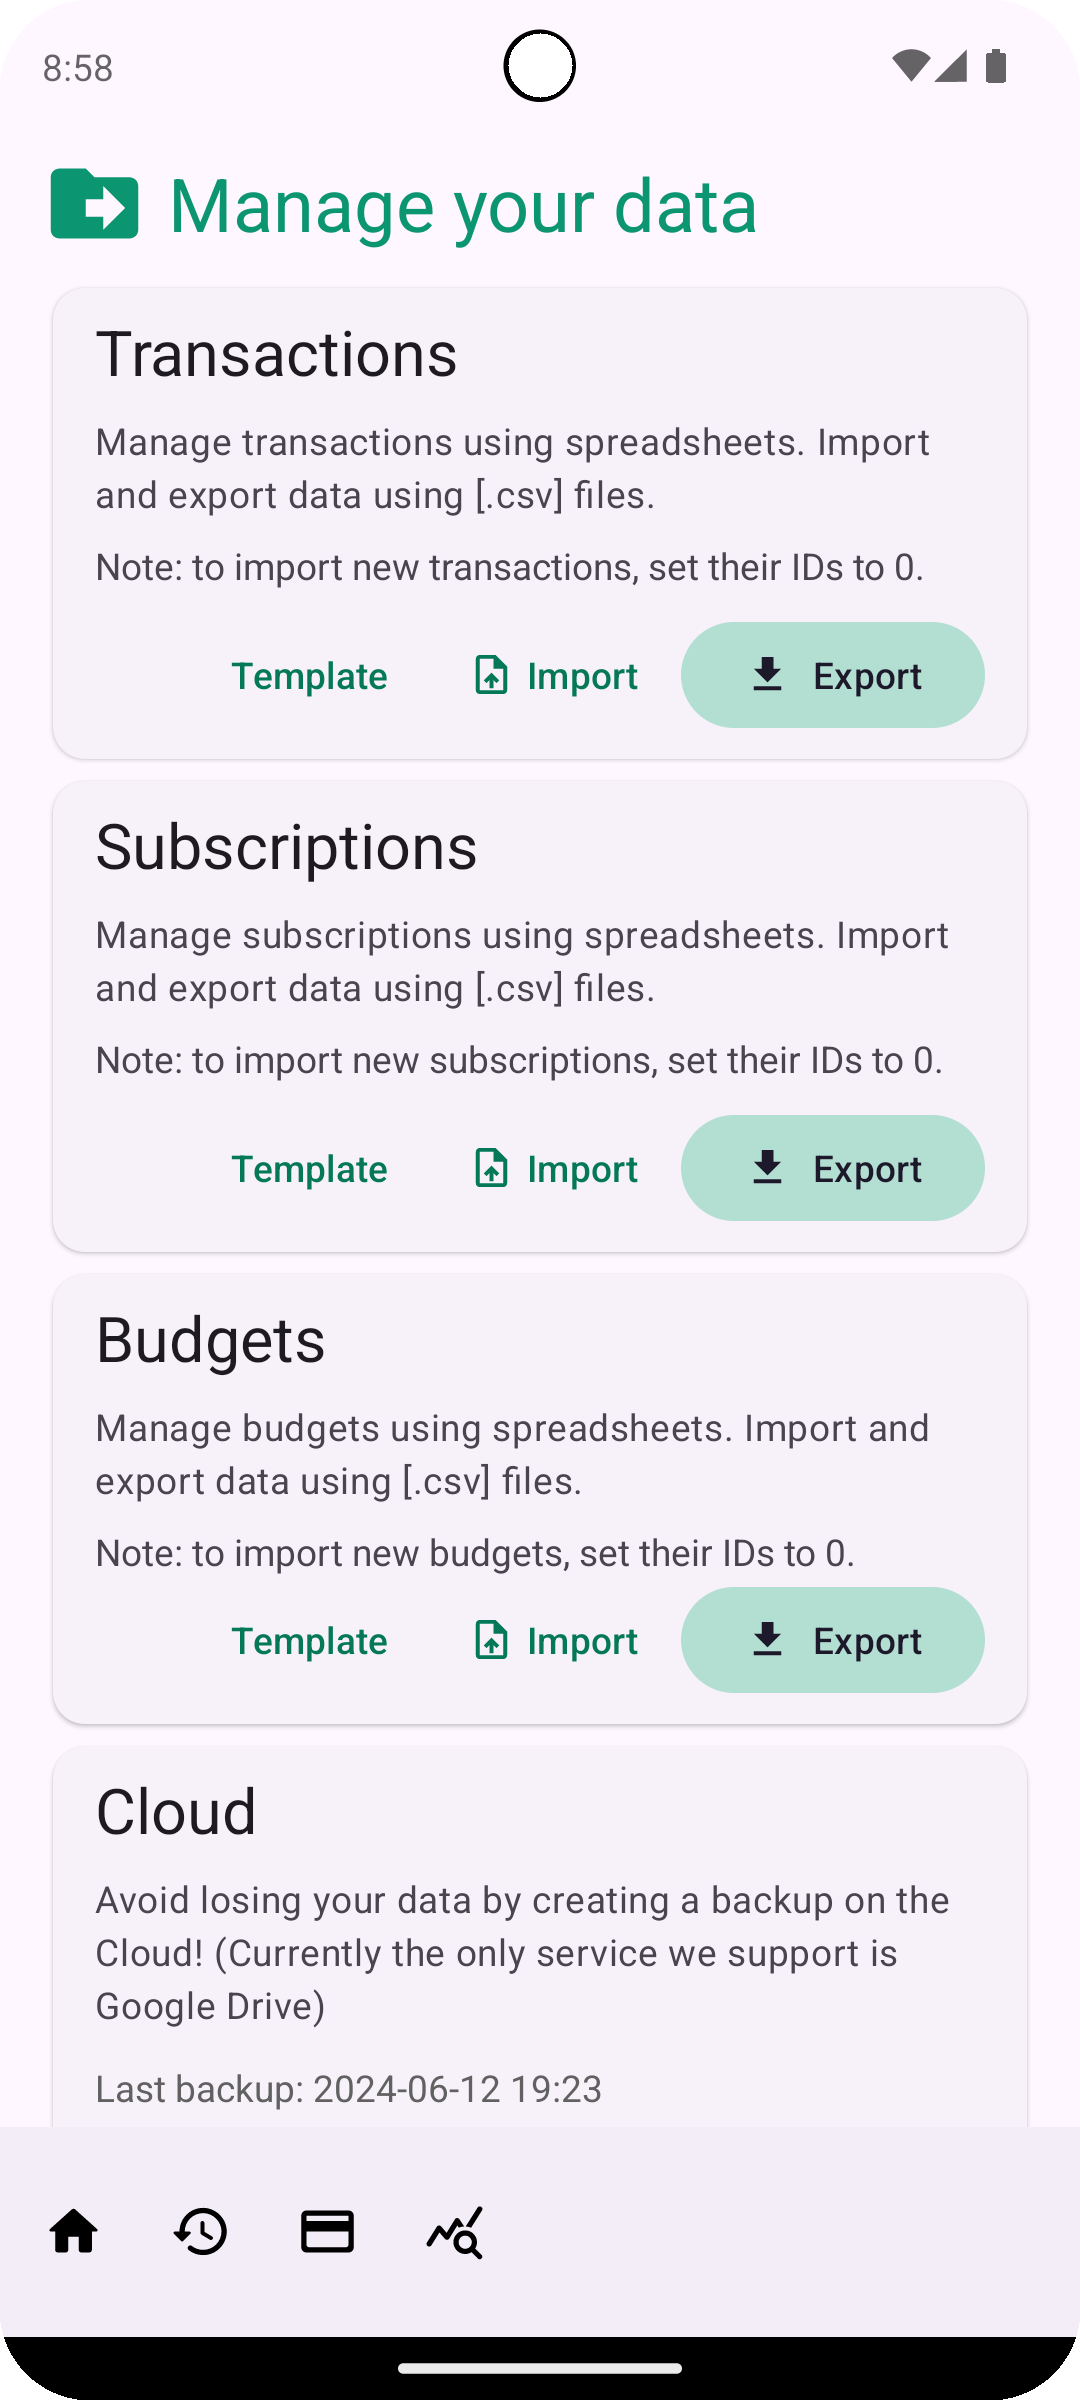 8:58
Manage your data
Transactions
Manage transactions using spreadsheets. Import
and export data using [.csv] files.
Note: to import new transactions, set their IDs to 0.
Template Import Export
Subscriptions
Manage subscriptions using spreadsheets. Import
and export data using [.csv] files.
Note: to import new subscriptions, set their IDs to 0.
Template Import Export
Budgets
Manage budgets using spreadsheets. Import and
export data using [.csv] files.
Note: to import new budgets, set their IDs to 0.
Template Import Export
Cloud
Avoid losing your data by creating a backup on the
Cloud! (Currently the only service we support is
Google Drive)
Last backup: 2024-06-12 19:23